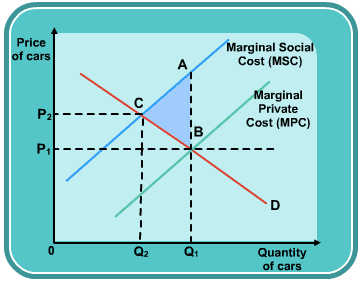 Price
of cars
A
Marginal Social
Cost (MSC)
Marginal
Private
Cost (MPC)
C
P2
B
P1
D
0
Q2
Q1
Quantity
of cars